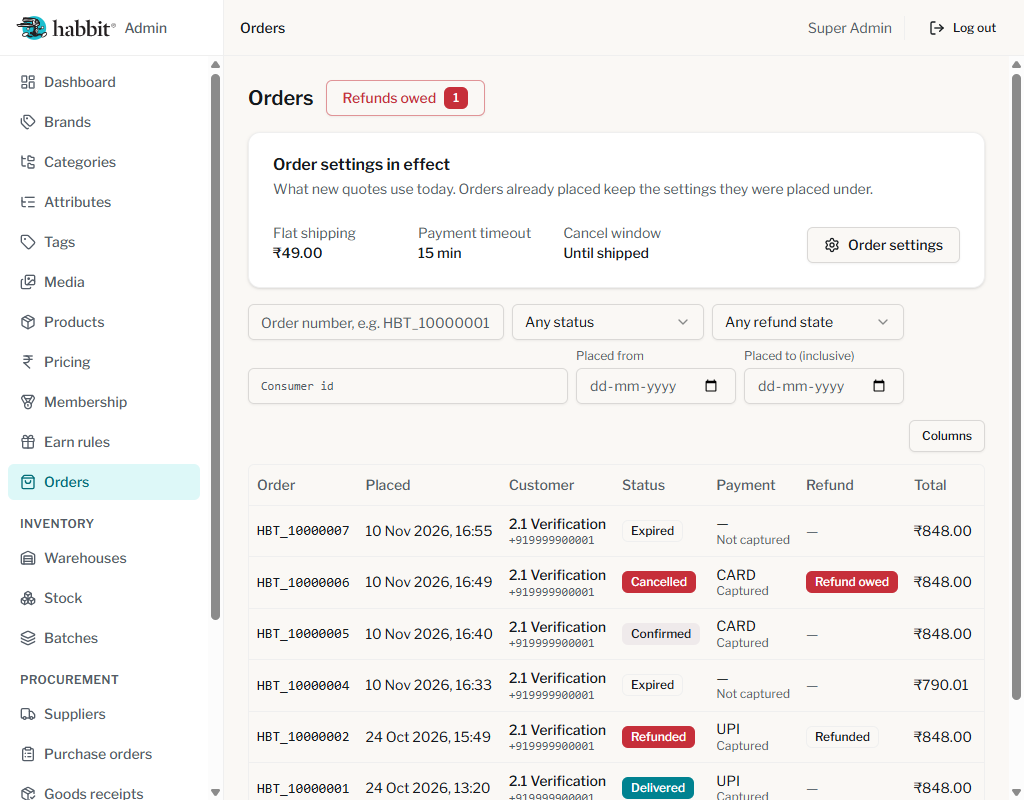 habbit® Admin
Orders
Super Admin
Log out
Dashboard
Brands
Categories
Attributes
Tags
Media
Products
Pricing
Membership
Earn rules
Orders
INVENTORY
Warehouses
Stock
Batches
PROCUREMENT
Suppliers
Purchase orders
Goods receipts
Orders
Refunds owed 1
Order settings in effect
What new quotes use today. Orders already placed keep the settings they were placed under.
Flat shipping Payment timeout Cancel window
₹49.00 15 min Until shipped
Order settings
Order number, e.g. HBT_10000001 Any status Any refund state
Placed from Placed to (inclusive)
Consumer id dd-mm-yyyy dd-mm-yyyy
Columns
Order Placed Customer Status Payment Refund Total
HBT_10000007 10 Nov 2026, 16:55 2.1 Verification +919999900001 Expired — Not captured — ₹848.00
HBT_10000006 10 Nov 2026, 16:49 2.1 Verification +919999900001 Cancelled CARD Captured Refund owed ₹848.00
HBT_10000005 10 Nov 2026, 16:40 2.1 Verification +919999900001 Confirmed CARD Captured — ₹848.00
HBT_10000004 10 Nov 2026, 16:33 2.1 Verification +919999900001 Expired — Not captured — ₹790.01
HBT_10000002 24 Oct 2026, 15:49 2.1 Verification +919999900001 Refunded UPI Captured Refunded ₹848.00
HBT_10000001 24 Oct 2026, 13:20 2.1 Verification +919999900001 Delivered UPI Captured — ₹848.00